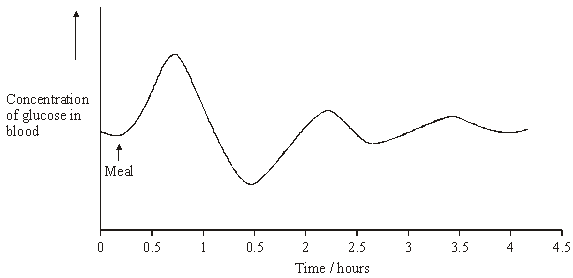 Concentration
of glucose in
blood
Meal
0 0.5 1 0.5 2 2.5 3 3.5 4 4.5
Time / hours